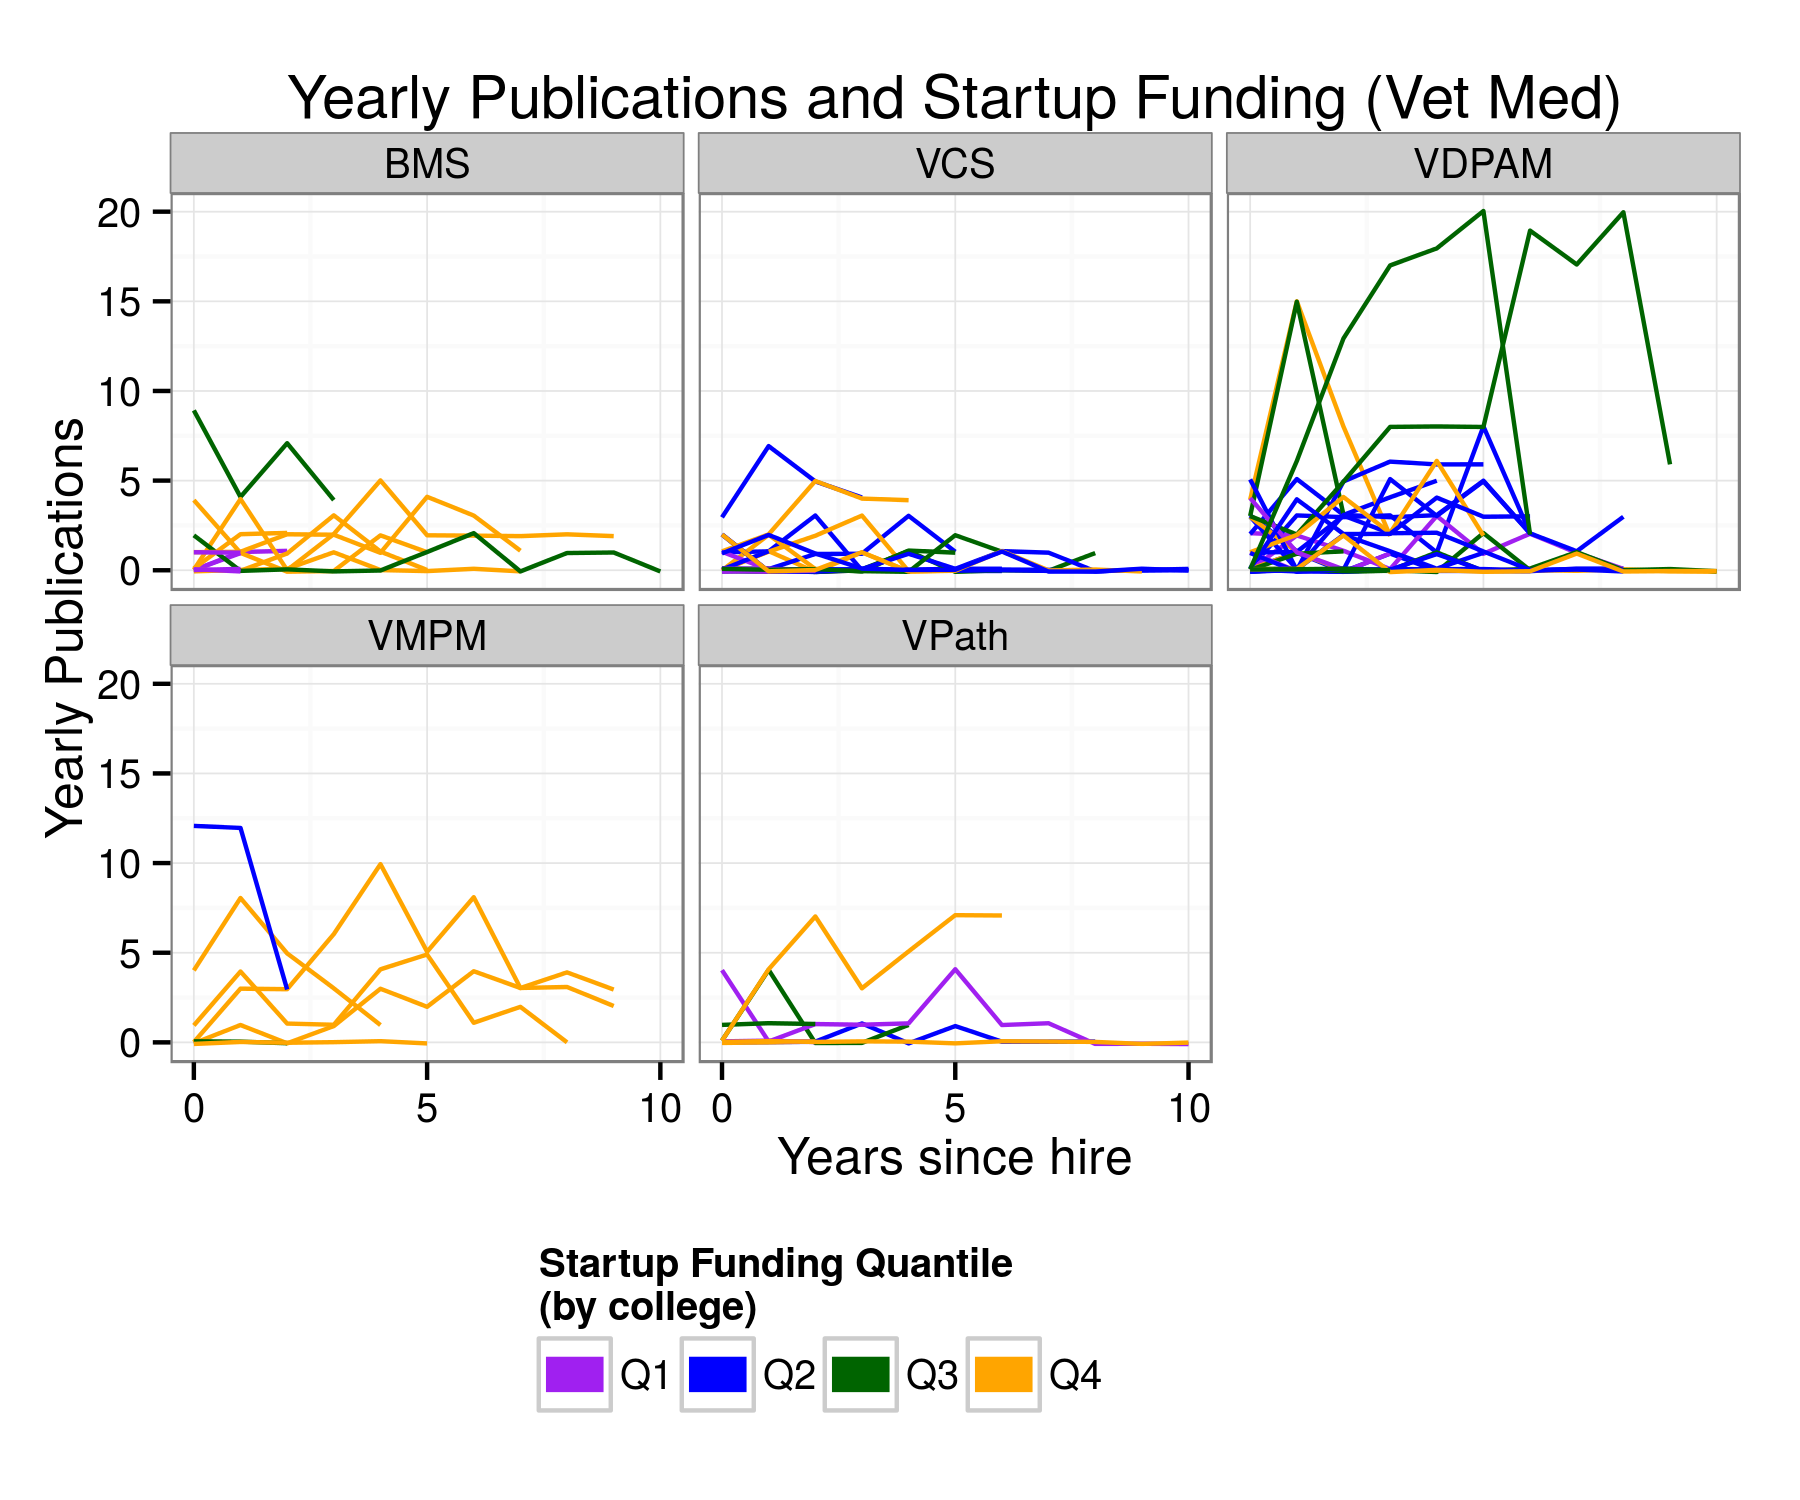 Yearly Publications and Startup Funding (Vet Med)
BMS
VCS
VDPAM
20
15
10
5
0
VMPM
VPath
20
15
10
5
0
0
5
10
0
5
10
Yearly Publications
Years since hire
Startup Funding Quantile
(by college)
Q1
Q2
Q3
Q4